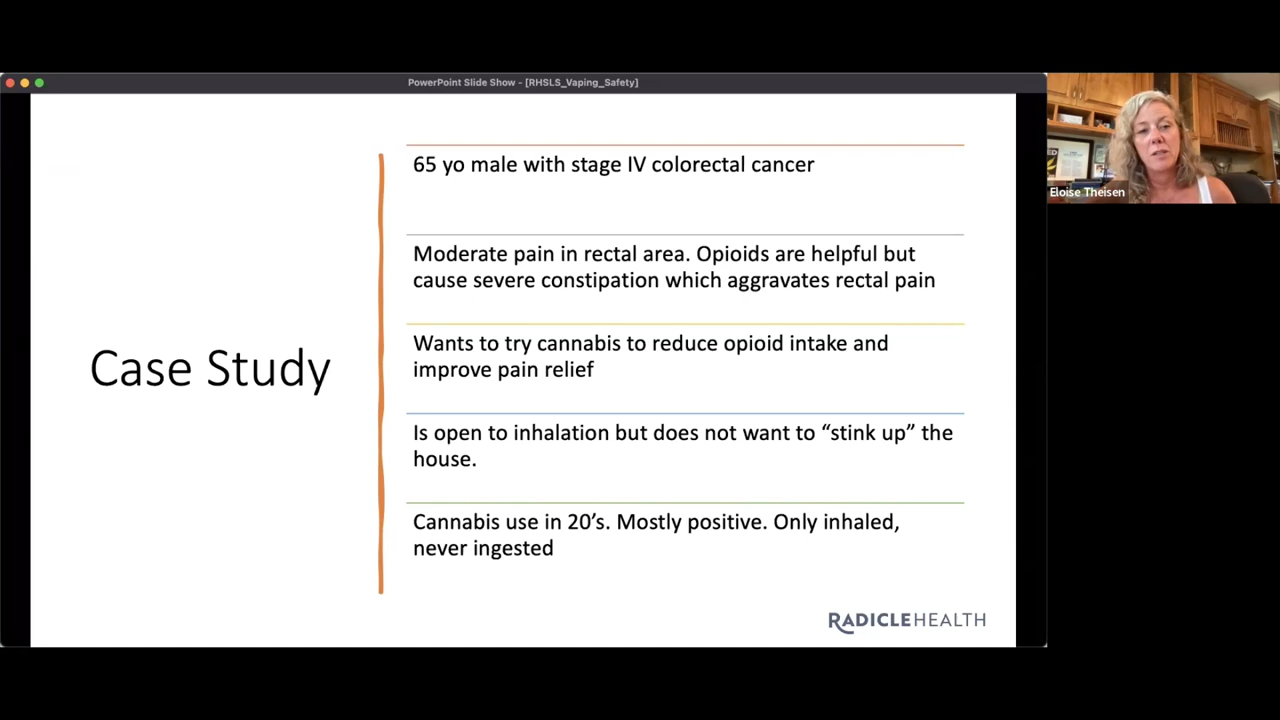 PowerPoint Slide Show - [RHSLS_Vaping_Safety]
65 yo male with stage IV colorectal cancer
Moderate pain in rectal area. Opioids are helpful but
cause severe constipation which aggravates rectal pain
Case Study
Wants to try cannabis to reduce opioid intake and
improve pain relief
Is open to inhalation but does not want to “stink up” the
house.
Cannabis use in 20’s. Mostly positive. Only inhaled,
never ingested
RADICLEHEALTH
Eloise Theisen